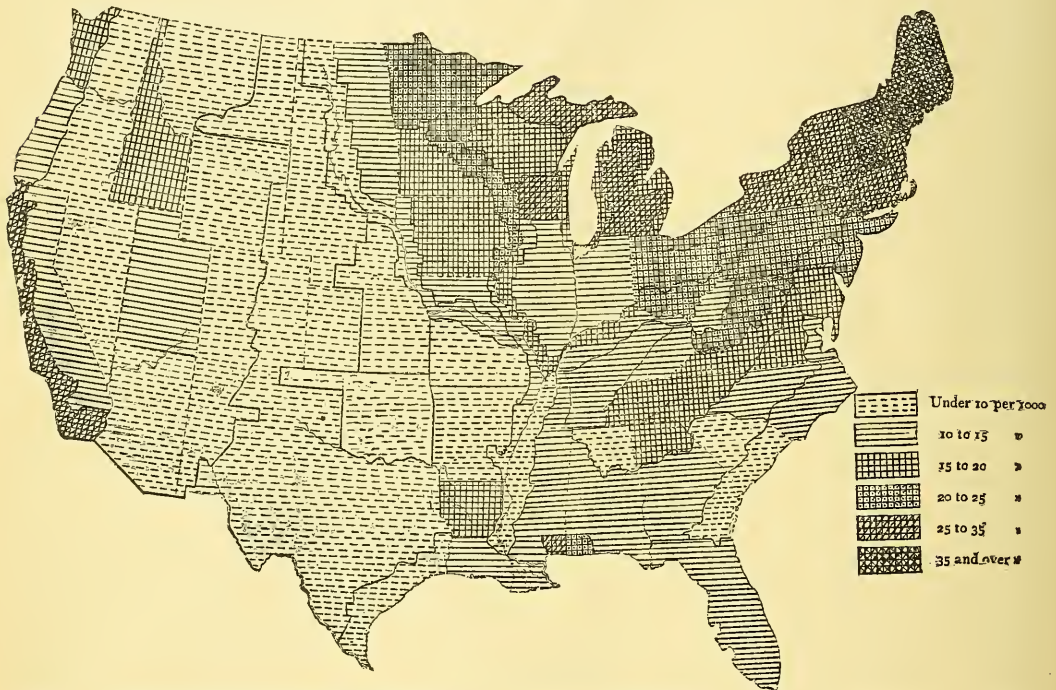 Under 10 per 1000
10 to 15 "
15 to 20 "
20 to 25 "
25 to 35 "
35 and over "